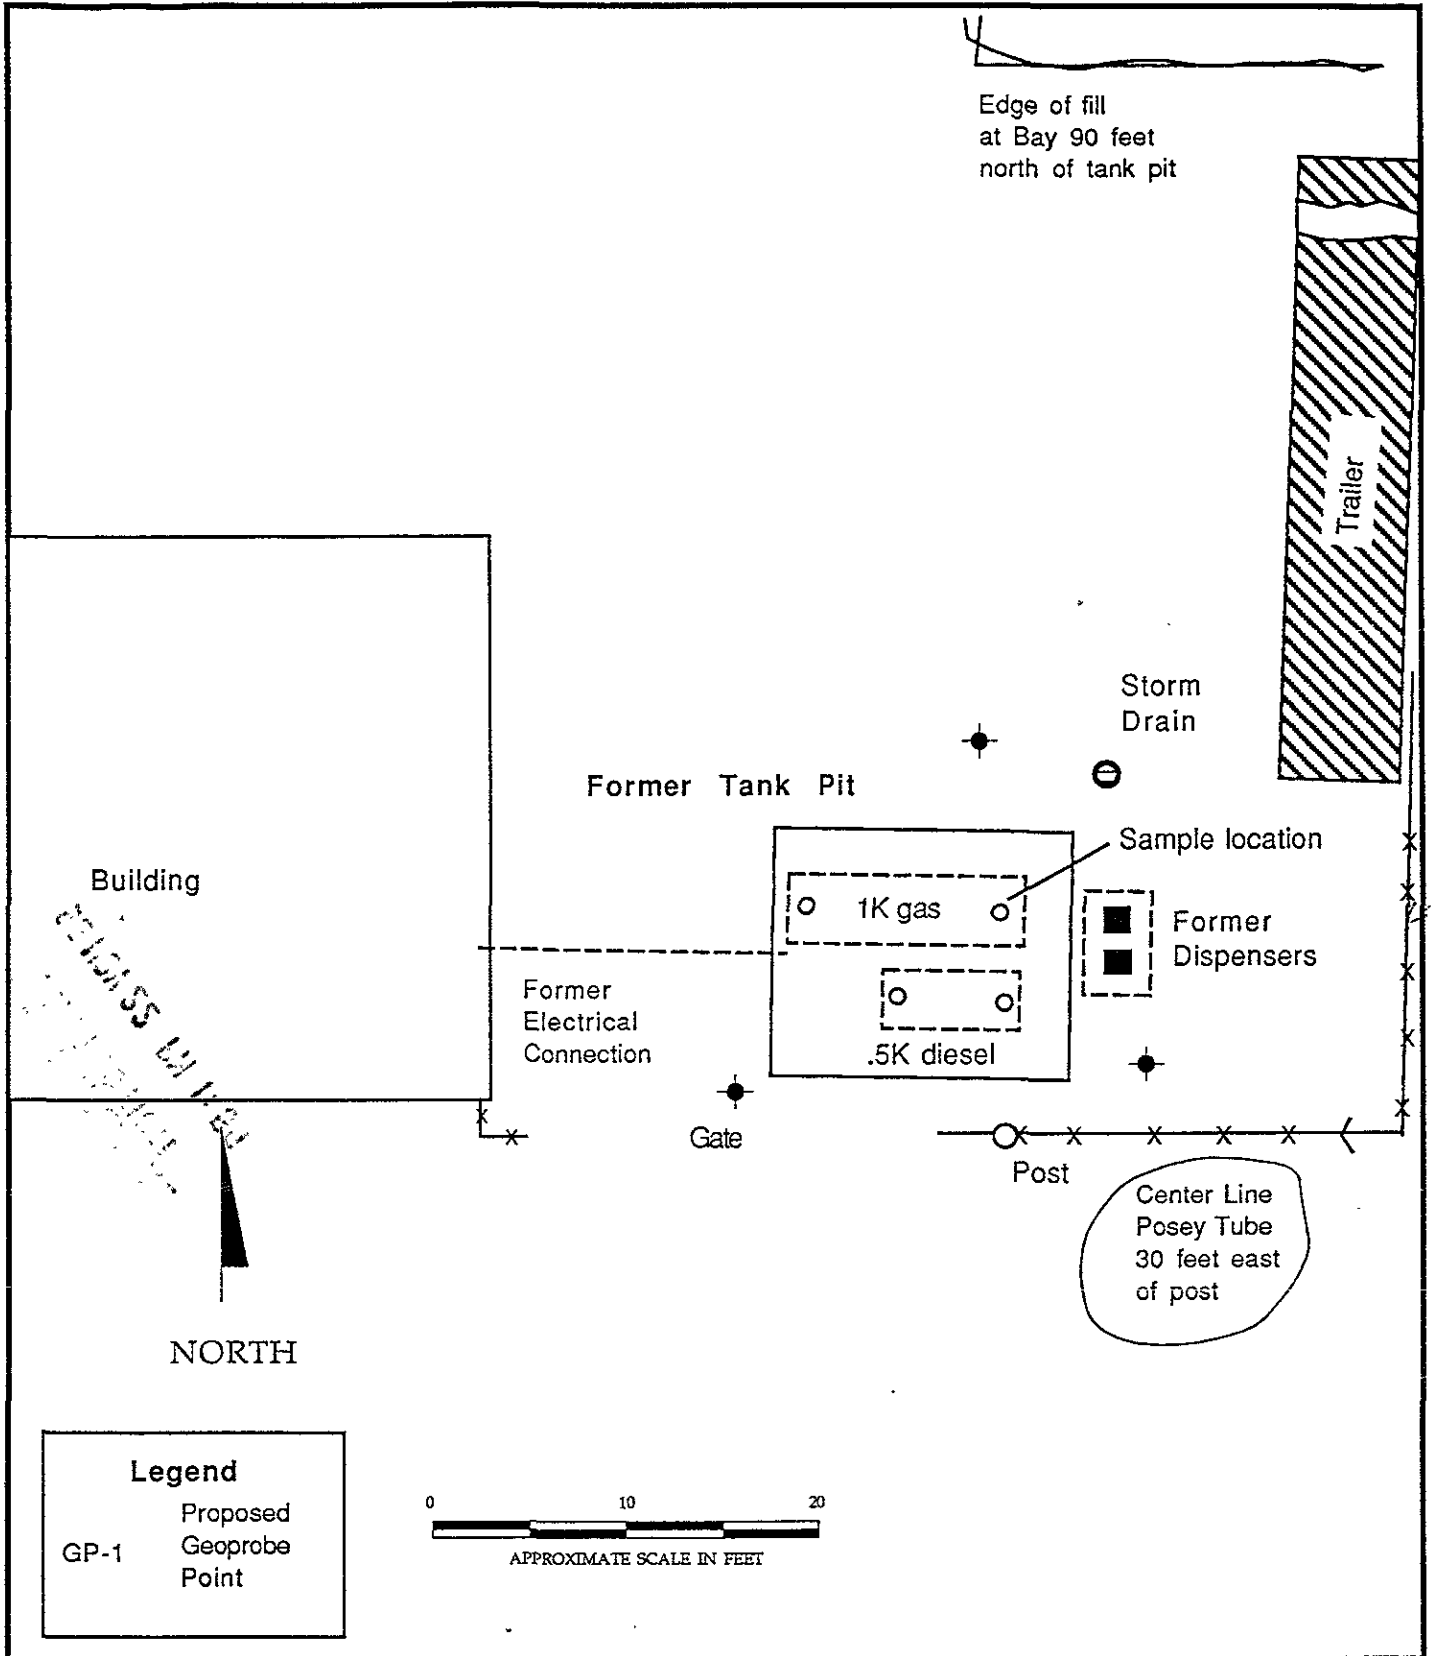 Edge of fill
at Bay 90 feet
north of tank pit
Trailer
Storm
Drain
Former Tank Pit
Sample location
Building
1K gas
Former
Dispensers
Former
Electrical
Connection
.5K diesel
Gate
Post
Center Line
Posey Tube
30 feet east
of post
NORTH
Legend
GP-1
Proposed
Geoprobe
Point
0 10 20
APPROXIMATE SCALE IN FEET